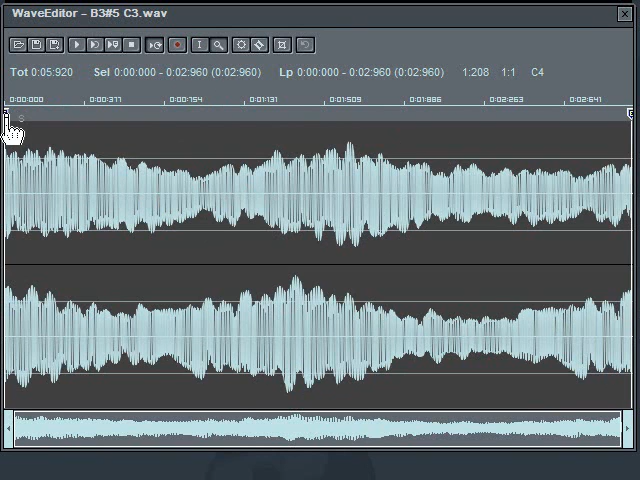 WaveEditor - B3#5 C3.wav
Tot 0:05:920 Sel 0:00:000 - 0:02:960 (0:02:960) Lp 0:00:000 - 0:02:960 (0:02:960) 1:208 1:1 C4
0:00:000 0:00:377 0:00:754 0:01:131 0:01:509 0:01:886 0:02:263 0:02:641
S